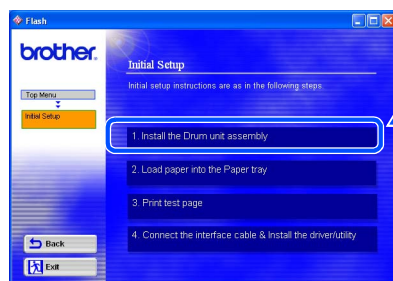 Flash
brother.
Initial Setup
Initial setup instructions are as in the following steps.
Top Menu
Initial Setup
1. Install the Drum unit assembly
2. Load paper into the Paper tray
3. Print test page
4. Connect the interface cable & Install the driver/utility
Back
Exit